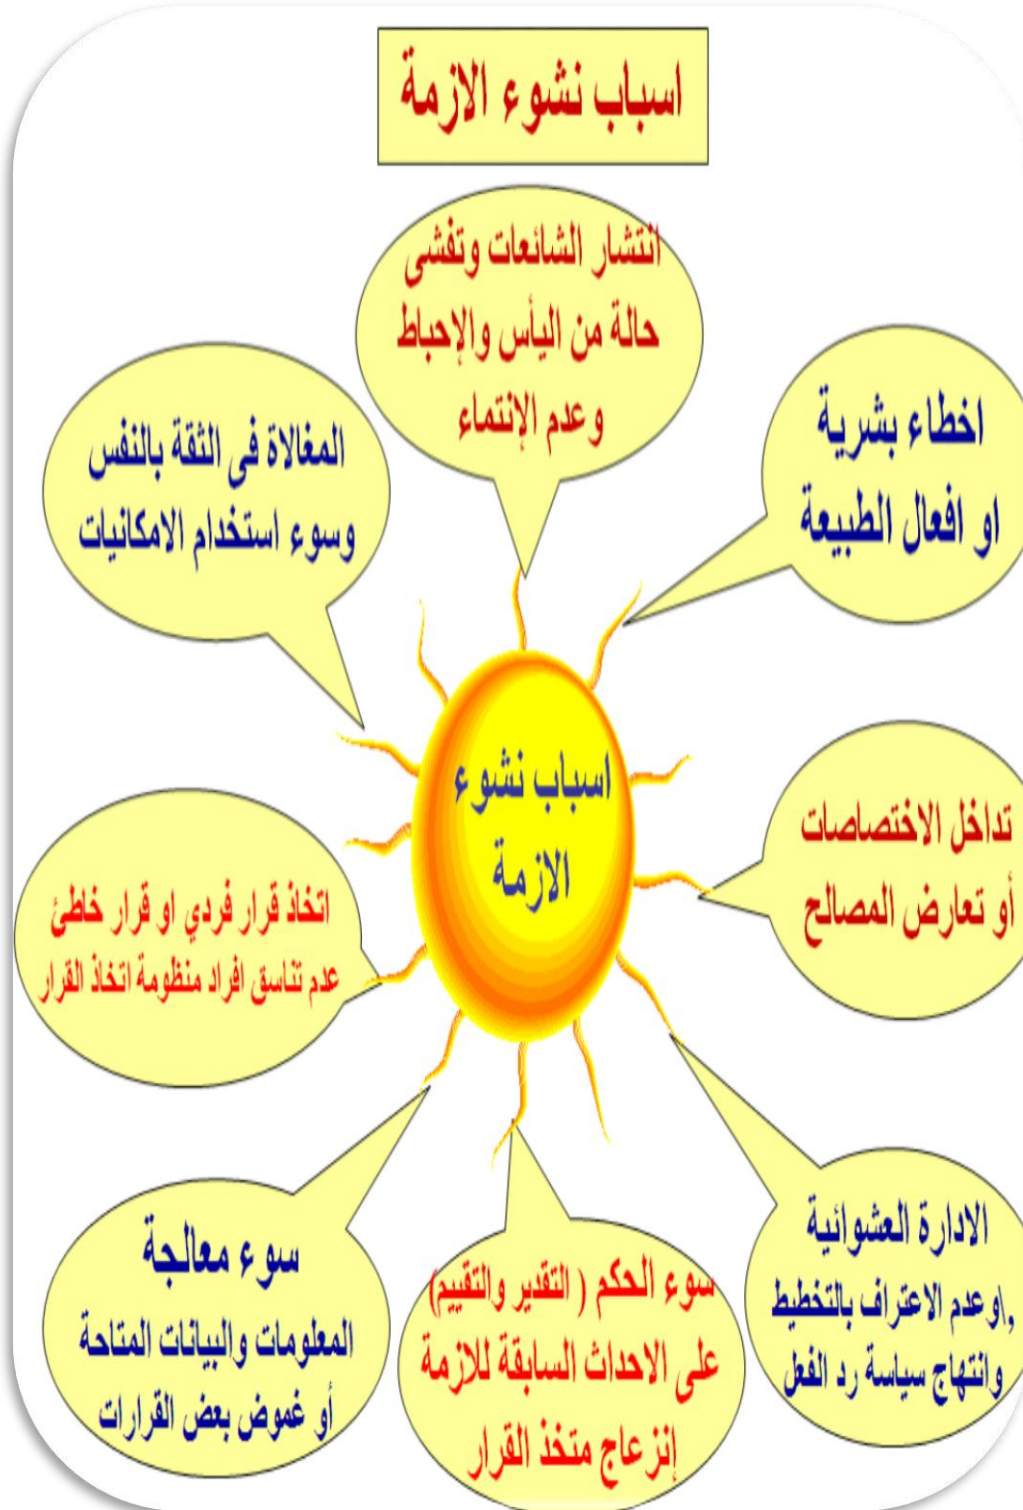 اسباب نشوء الازمة
انتشار الشائعات وتفشى
حالة من اليأس والإحباط
وعدم الإنتماء
اخطاء بشرية
او افعال الطبيعة
المغالاة فى الثقة بالنفس
وسوء استخدام الامكانيات
اسباب نشوء
الازمة
تداخل الاختصاصات
أو تعارض المصالح
اتخاذ قرار فردي او قرار خاطئ
عدم تناسق افراد منظومة اتخاذ القرار
الادارة العشوائية
,اوعدم الاعتراف بالتخطيط
وانتهاج سياسة رد الفعل
سوء الحكم ( التقدير والتقييم)
على الاحداث السابقة للازمة
إنزعاج متخذ القرار
سوء معالجة
المعلومات والبيانات المتاحة
أو غموض بعض القرارات